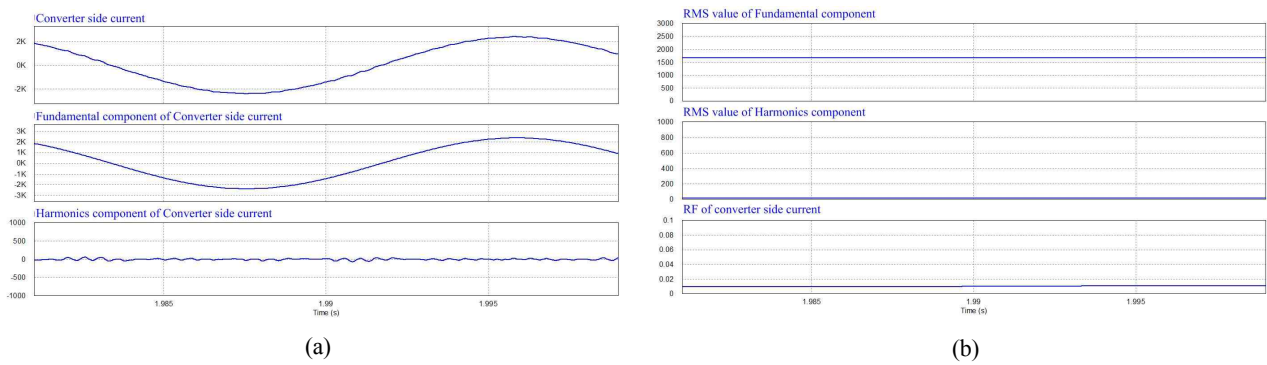 Converter side current
2K
0K
-2K
Fundamental component of Converter side current
3K
2K
1K
0K
-1K
-2K
-3K
Harmonics component of Converter side current
1000
500
0
-500
-1000
1.985 1.99 1.995
Time (s)
(a)
RMS value of Fundamental component
3000
2500
2000
1500
1000
500
0
RMS value of Harmonics component
1000
800
600
400
200
0
RF of converter side current
0.1
0.08
0.06
0.04
0.02
0
1.985 1.99 1.995
Time (s)
(b)